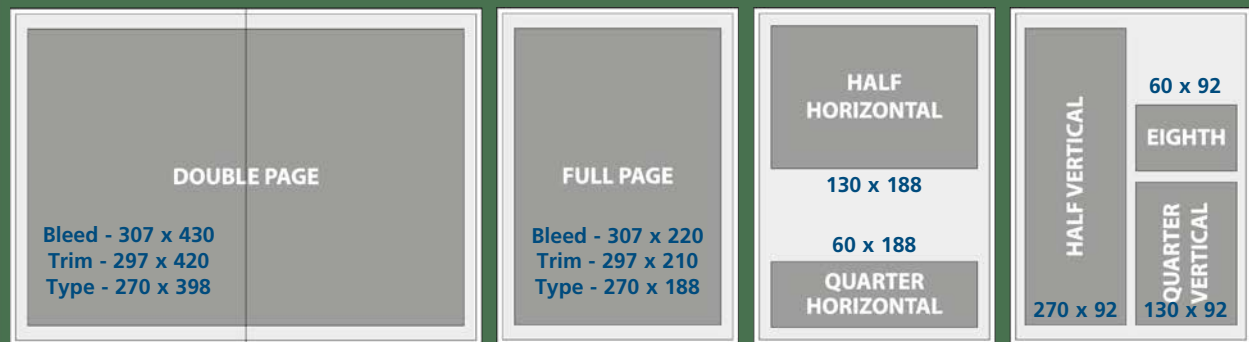 DOUBLE PAGE
Bleed - 307 x 430
Trim - 297 x 420
Type - 270 x 398
FULL PAGE
Bleed - 307 x 220
Trim - 297 x 210
Type - 270 x 188
HALF
HORIZONTAL
130 x 188
60 x 188
QUARTER
HORIZONTAL
HALF VERTICAL
270 x 92
60 x 92
EIGHTH
QUARTER
VERTICAL
130 x 92